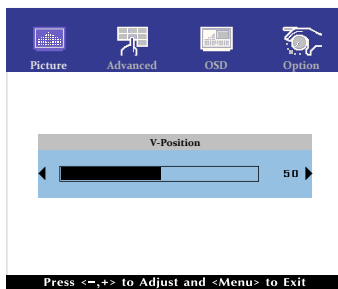 Picture Advanced OSD Option
V-Position
50
Press <−,+> to Adjust and <Menu> to Exit